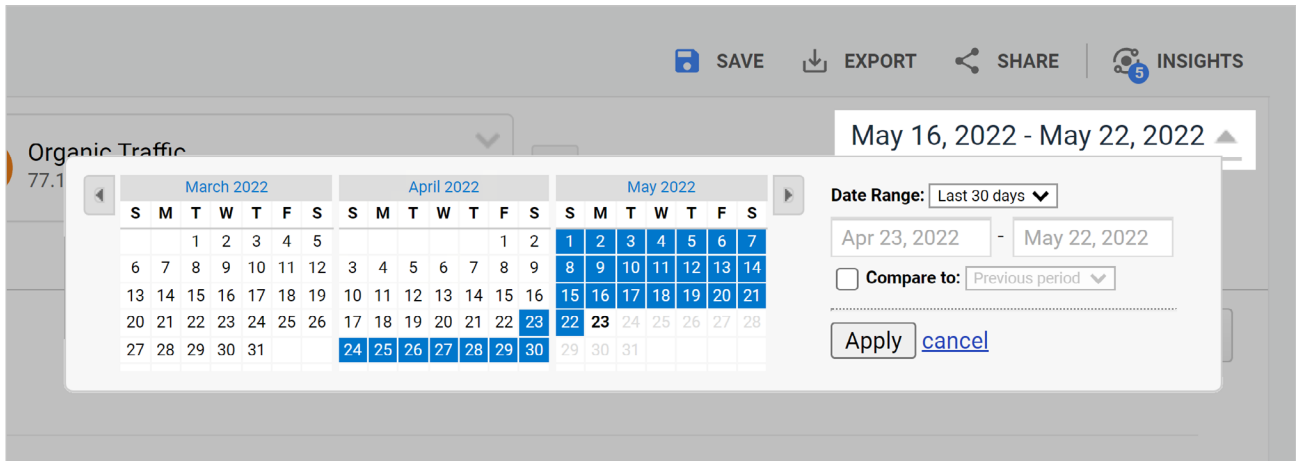 SAVE EXPORT SHARE 5 INSIGHTS
May 16, 2022 - May 22, 2022
Organic Traffic
77.1
March 2022
S M T W T F S
1 2 3 4 5
6 7 8 9 10 11 12
13 14 15 16 17 18 19
20 21 22 23 24 25 26
27 28 29 30 31
April 2022
S M T W T F S
1 2
3 4 5 6 7 8 9
10 11 12 13 14 15 16
17 18 19 20 21 22 23
24 25 26 27 28 29 30
May 2022
S M T W T F S
1 2 3 4 5 6 7
8 9 10 11 12 13 14
15 16 17 18 19 20 21
22 23 24 25 26 27 28
29 30 31
Date Range: Last 30 days
Apr 23, 2022 - May 22, 2022
Compare to: Previous period
Apply cancel